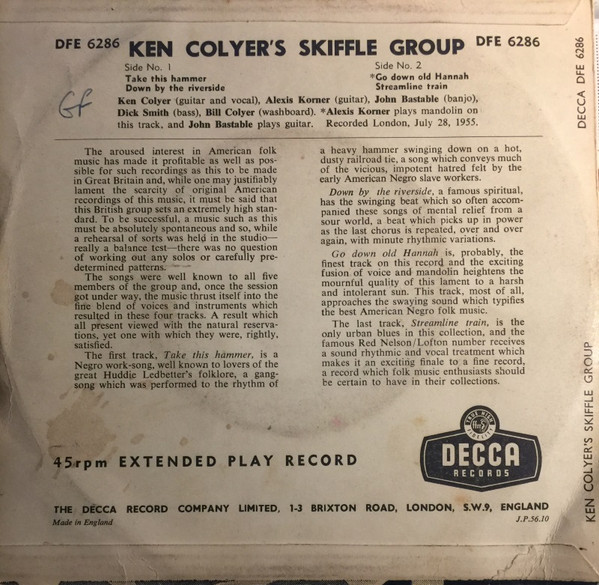 DFE 6286 KEN COLYER'S SKIFFLE GROUP DFE 6286
Side No. 1
Take this hammer
Down by the riverside
Side No. 2
*Go down old Hannah
Streamline train
Ken Colyer (guitar and vocal), Alexis Korner (guitar), John Bastable (banjo),
Dick Smith (bass), Bill Colyer (washboard). *Alexis Korner plays mandolin on
this track, and John Bastable plays guitar. Recorded London, July 28, 1955.
GF
The aroused interest in American folk
music has made it profitable as well as pos-
sible for such recordings as this to be made
in Great Britain and, while one may justifiably
lament the scarcity of original American
recordings of this music, it must be said that
this British group sets an extremely high stan-
dard. To be successful, a music such as this
must be absolutely spontaneous and so, while
a rehearsal of sorts was held in the studio—
really a balance test—there was no question
of working out any solos or carefully pre-
determined patterns.
The songs were well known to all five
members of the group and, once the session
got under way, the music thrust itself into the
fine blend of voices and instruments which
resulted in these four tracks. A result which
all present viewed with the natural reserva-
tions, yet one with which they were, rightly,
satisfied.
The first track, Take this hammer, is a
Negro work-song, well known to lovers of the
great Huddie Ledbetter's folklore, a gang-
song which was performed to the rhythm of
a heavy hammer swinging down on a hot,
dusty railroad tie, a song which conveys much
of the vicious, impotent hatred felt by the
early American Negro slave workers.
Down by the riverside, a famous spiritual,
has the swinging beat which so often accom-
panied these songs of mental relief from a
sour world, a beat which picks up in power
as the last chorus is repeated, over and over
again, with minute rhythmic variations.
Go down old Hannah is, probably, the
finest track on this record and the exciting
fusion of voice and mandolin heightens the
mournful quality of this lament to a harsh
and intolerant sun. This track, most of all,
approaches the swaying sound which typifies
the best American Negro folk music.
The last track, Streamline train, is the
only urban blues in this collection, and the
famous Red Nelson/Lofton number receives
a sound rhythmic and vocal treatment which
makes it an exciting finale to a fine record,
a record which folk music enthusiasts should
be certain to have in their collections.
45rpm EXTENDED PLAY RECORD
TRUE HIGH
FIDELITY
DECCA
RECORDS
THE DECCA RECORD COMPANY LIMITED, 1-3 BRIXTON ROAD, LONDON, S.W.9, ENGLAND
Made in England
J.P.56.10
DECCA DFE 6286
KEN COLYER'S SKIFFLE GROUP